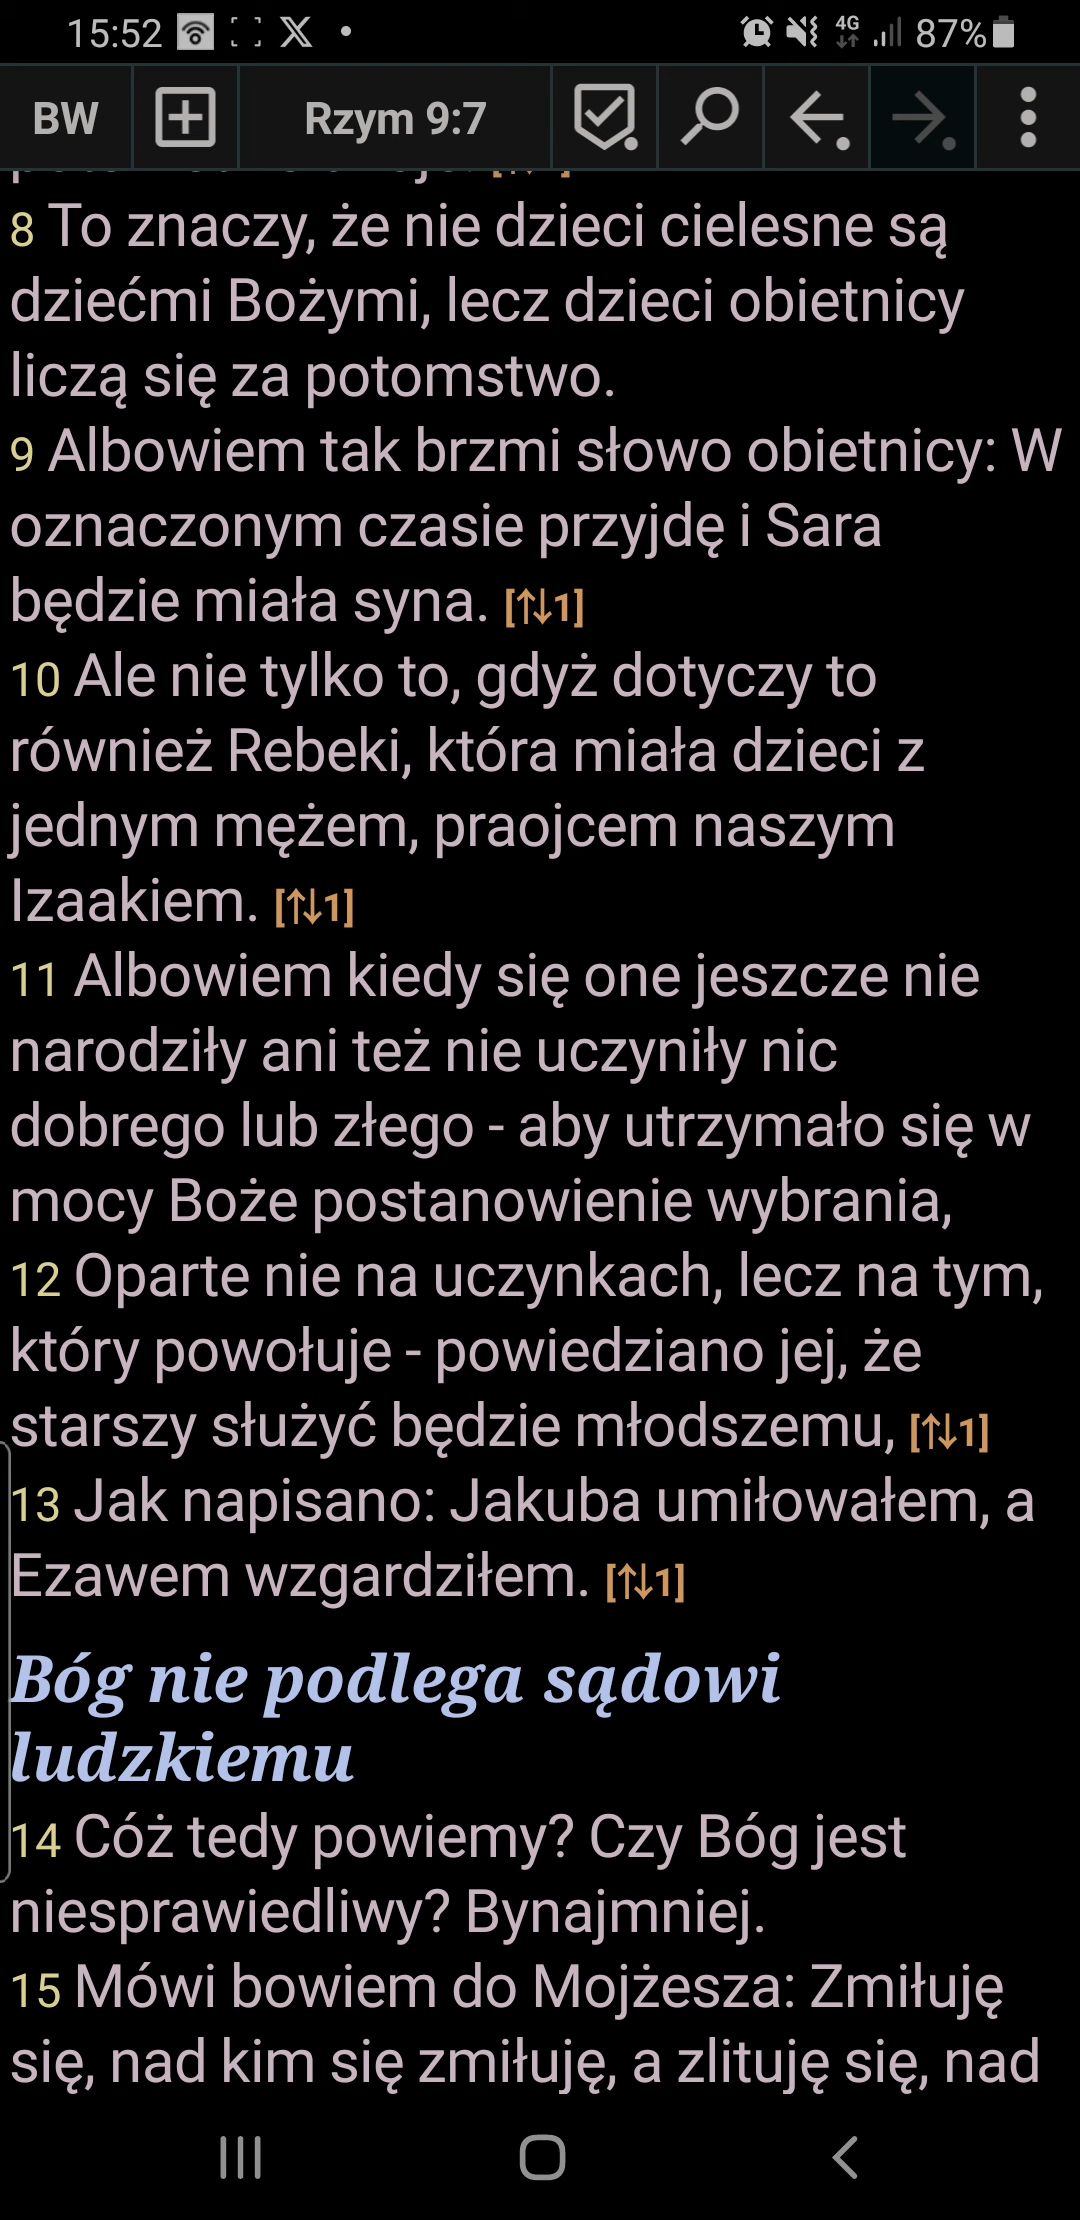 15:52
4G
87%
BW
Rzym 9:7
8 To znaczy, że nie dzieci cielesne są
dziećmi Bożymi, lecz dzieci obietnicy
liczą się za potomstwo.
9 Albowiem tak brzmi słowo obietnicy: W
oznaczonym czasie przyjdę i Sara
będzie miała syna. [⇅1]
10 Ale nie tylko to, gdyż dotyczy to
również Rebeki, która miała dzieci z
jednym mężem, praojcem naszym
Izaakiem. [⇅1]
11 Albowiem kiedy się one jeszcze nie
narodziły ani też nie uczyniły nic
dobrego lub złego - aby utrzymało się w
mocy Boże postanowienie wybrania,
12 Oparte nie na uczynkach, lecz na tym,
który powołuje - powiedziano jej, że
starszy służyć będzie młodszemu, [⇅1]
13 Jak napisano: Jakuba umiłowałem, a
Ezawem wzgardziłem. [⇅1]
Bóg nie podlega sądowi
ludzkiemu
14 Cóż tedy powiemy? Czy Bóg jest
niesprawiedliwy? Bynajmniej.
15 Mówi bowiem do Mojżesza: Zmiłuję
się, nad kim się zmiłuję, a zlituję się, nad